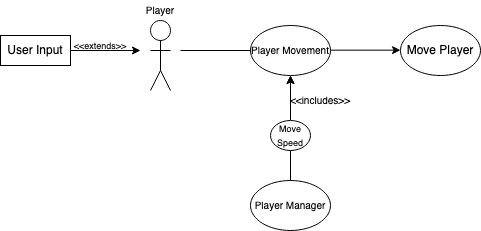 Player
User Input
<<extends>>
Player Movement
Move Player
<<includes>>
Move
Speed
Player Manager